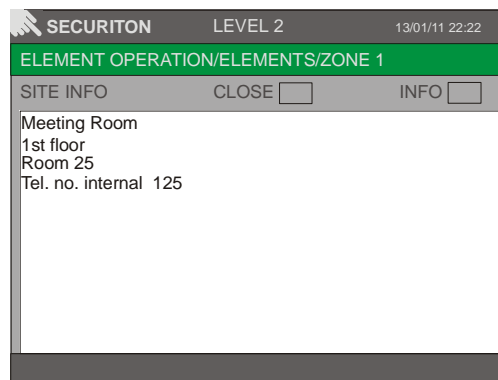 SECURITON LEVEL 2 13/01/11 22:22
ELEMENT OPERATION/ELEMENTS/ZONE 1
SITE INFO CLOSE INFO
Meeting Room
1st floor
Room 25
Tel. no. internal 125